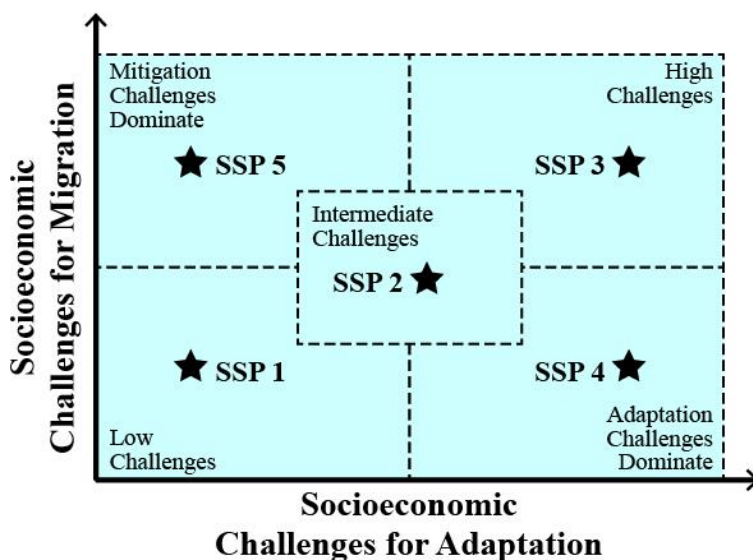 Socioeconomic
Challenges for Migration
Mitigation
Challenges
Dominate
High
Challenges
SSP 5
SSP 3
Intermediate
Challenges
SSP 2
SSP 1
SSP 4
Low
Challenges
Adaptation
Challenges
Dominate
Socioeconomic
Challenges for Adaptation